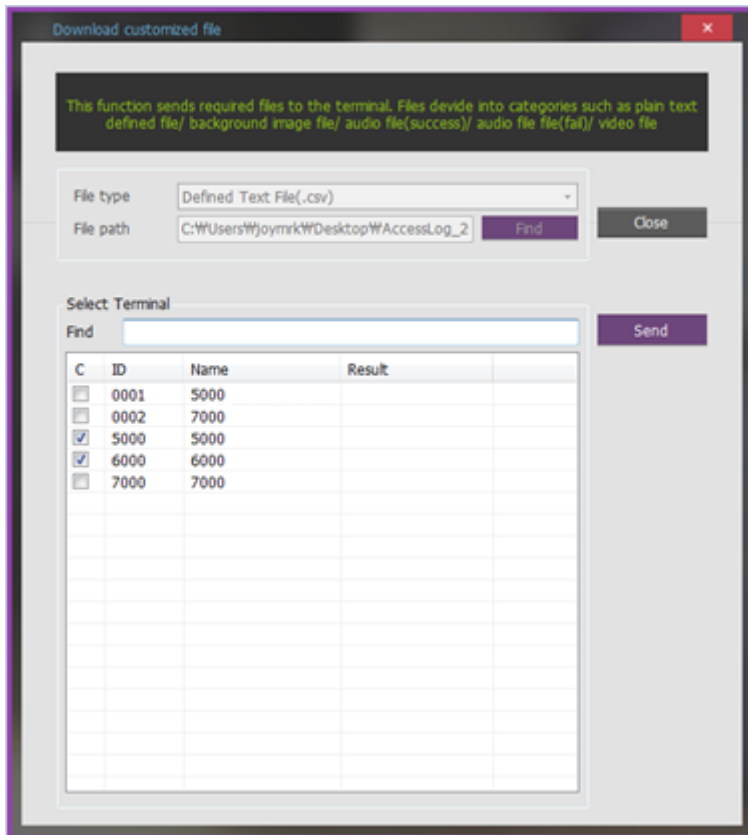 Download customized file
This function sends required files to the terminal. Files devide into categories such as plain text
defined file/ background image file/ audio file(success)/ audio file file(fail)/ video file
File type Defined Text File(.csv)
File path C:₩Users₩joymrk₩Desktop₩AccessLog_2 Find
Close
Select Terminal
Find
Send
C ID Name Result
0001 5000
0002 7000
5000 5000
6000 6000
7000 7000